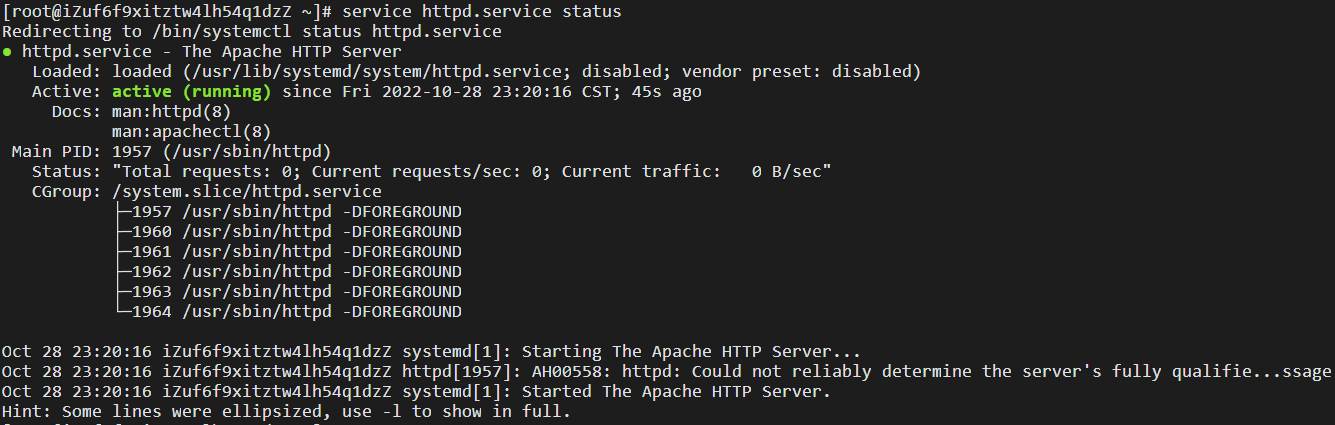 [root@iZuf6f9xitztw4lh54q1dzZ ~]# service httpd.service status
Redirecting to /bin/systemctl status httpd.service
● httpd.service - The Apache HTTP Server
   Loaded: loaded (/usr/lib/systemd/system/httpd.service; disabled; vendor preset: disabled)
   Active: active (running) since Fri 2022-10-28 23:20:16 CST; 45s ago
     Docs: man:httpd(8)
           man:apachectl(8)
 Main PID: 1957 (/usr/sbin/httpd)
   Status: "Total requests: 0; Current requests/sec: 0; Current traffic:   0 B/sec"
   CGroup: /system.slice/httpd.service
           ├─1957 /usr/sbin/httpd -DFOREGROUND
           ├─1960 /usr/sbin/httpd -DFOREGROUND
           ├─1961 /usr/sbin/httpd -DFOREGROUND
           ├─1962 /usr/sbin/httpd -DFOREGROUND
           ├─1963 /usr/sbin/httpd -DFOREGROUND
           └─1964 /usr/sbin/httpd -DFOREGROUND

Oct 28 23:20:16 iZuf6f9xitztw4lh54q1dzZ systemd[1]: Starting The Apache HTTP Server...
Oct 28 23:20:16 iZuf6f9xitztw4lh54q1dzZ httpd[1957]: AH00558: httpd: Could not reliably determine the server's fully qualifie...ssage
Oct 28 23:20:16 iZuf6f9xitztw4lh54q1dzZ systemd[1]: Started The Apache HTTP Server.
Hint: Some lines were ellipsized, use -l to show in full.